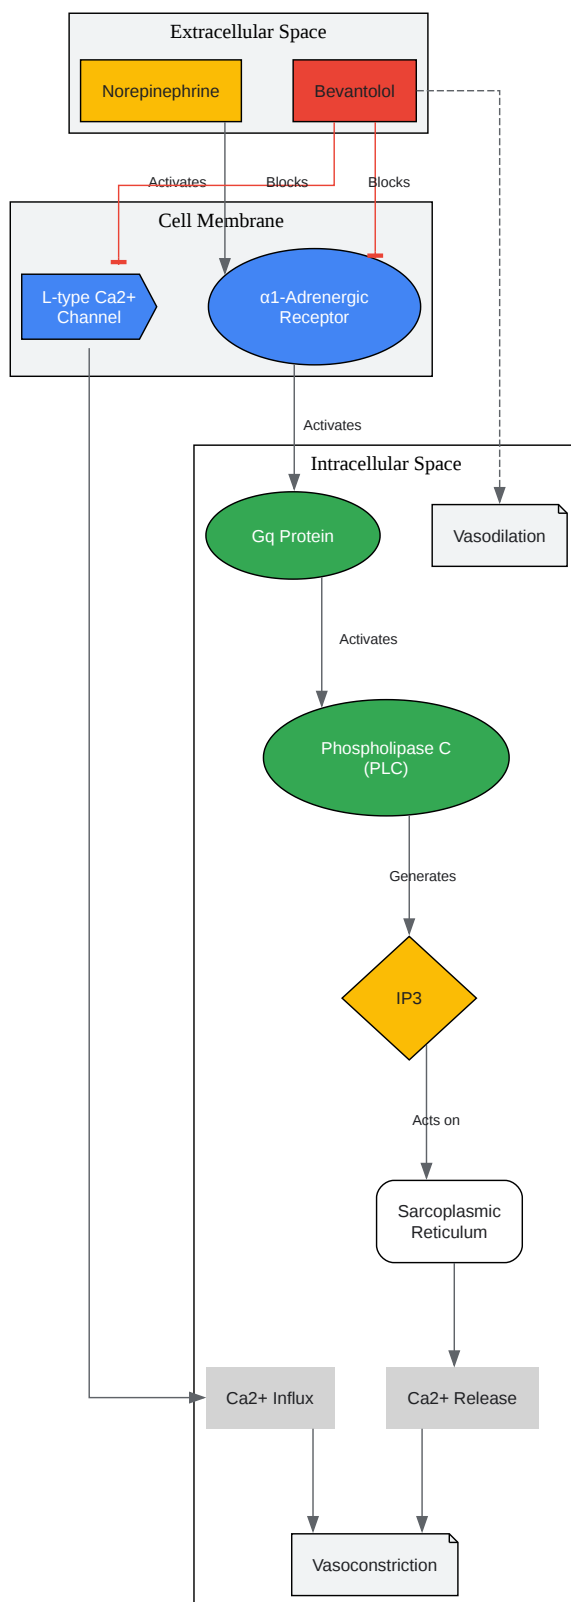 Extracellular Space
Norepinephrine
Bevantolol
Activates
Blocks
Blocks
Cell Membrane
L-type Ca2+
Channel
α1-Adrenergic
Receptor
Activates
Intracellular Space
Gq Protein
Vasodilation
Activates
Phospholipase C
(PLC)
Generates
IP3
Acts on
Sarcoplasmic
Reticulum
Ca2+ Influx
Ca2+ Release
Vasoconstriction